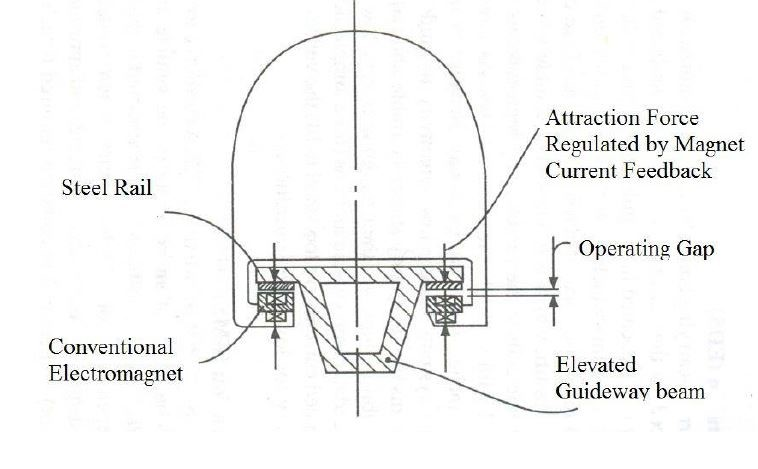 Attraction Force
Regulated by Magnet
Current Feedback
Steel Rail
Operating Gap
Conventional
Electromagnet
Elevated
Guideway beam